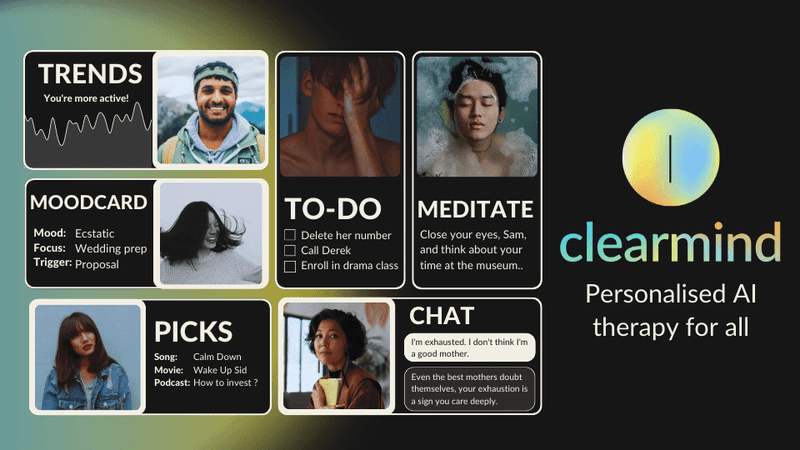 TRENDS
You're more active!
MOODCARD
Mood: Ecstatic
Focus: Wedding prep
Trigger: Proposal
TO-DO
Delete her number
Call Derek
Enroll in drama class
MEDITATE
Close your eyes, Sam,
and think about your
time at the museum..
PICKS
Song: Calm Down
Movie: Wake Up Sid
Podcast: How to invest ?
CHAT
I'm exhausted. I don't think I'm
a good mother.
Even the best mothers doubt
themselves, your exhaustion is
a sign you care deeply.
clearmind
Personalised AI
therapy for all